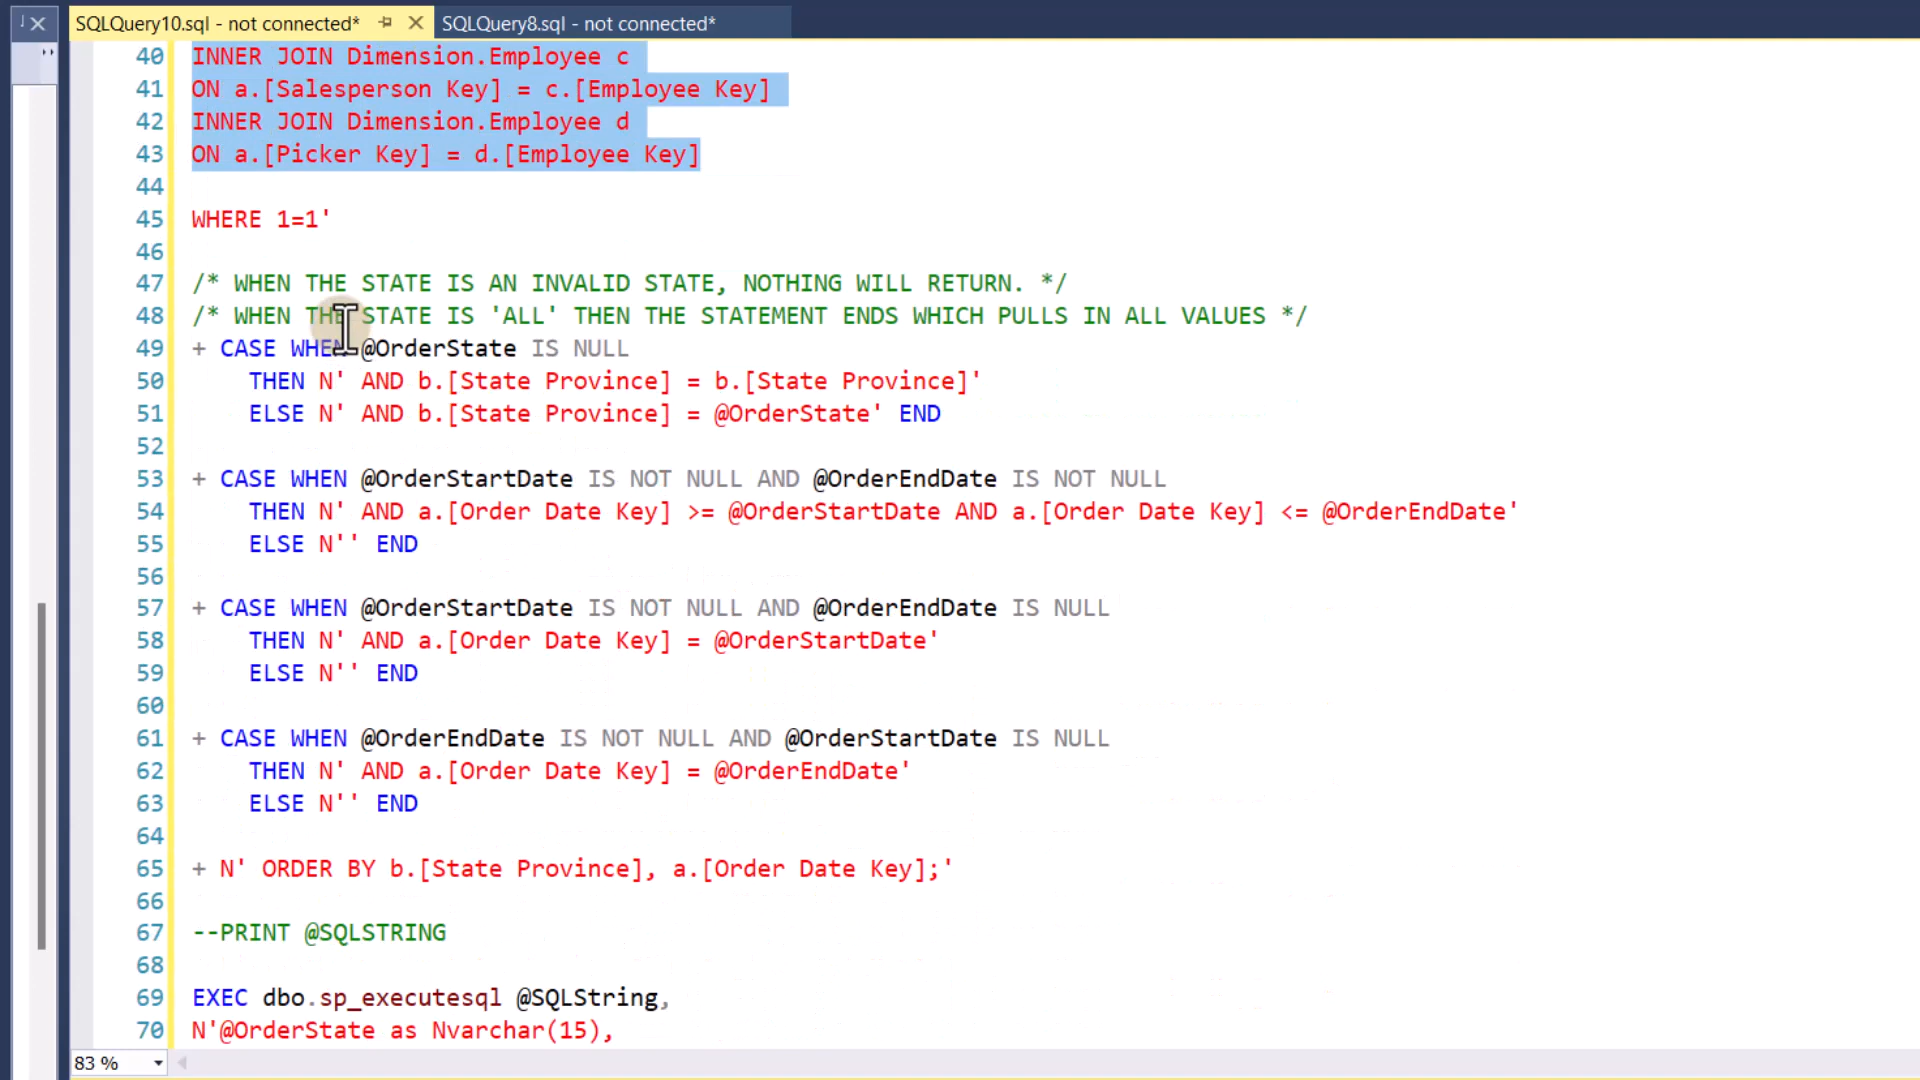 SQLQuery10.sql - not connected* SQLQuery8.sql - not connected*
40 INNER JOIN Dimension.Employee c
41 ON a.[Salesperson Key] = c.[Employee Key]
42 INNER JOIN Dimension.Employee d
43 ON a.[Picker Key] = d.[Employee Key]
44
45 WHERE 1=1'
46
47 /* WHEN THE STATE IS AN INVALID STATE, NOTHING WILL RETURN. */
48 /* WHEN THE STATE IS 'ALL' THEN THE STATEMENT ENDS WHICH PULLS IN ALL VALUES */
49 + CASE WHEN @OrderState IS NULL
50 THEN N' AND b.[State Province] = b.[State Province]'
51 ELSE N' AND b.[State Province] = @OrderState' END
52
53 + CASE WHEN @OrderStartDate IS NOT NULL AND @OrderEndDate IS NOT NULL
54 THEN N' AND a.[Order Date Key] >= @OrderStartDate AND a.[Order Date Key] <= @OrderEndDate'
55 ELSE N'' END
56
57 + CASE WHEN @OrderStartDate IS NOT NULL AND @OrderEndDate IS NULL
58 THEN N' AND a.[Order Date Key] = @OrderStartDate'
59 ELSE N'' END
60
61 + CASE WHEN @OrderEndDate IS NOT NULL AND @OrderStartDate IS NULL
62 THEN N' AND a.[Order Date Key] = @OrderEndDate'
63 ELSE N'' END
64
65 + N' ORDER BY b.[State Province], a.[Order Date Key];'
66
67 --PRINT @SQLSTRING
68
69 EXEC dbo.sp_executesql @SQLString,
70 N'@OrderState as Nvarchar(15),
83 %